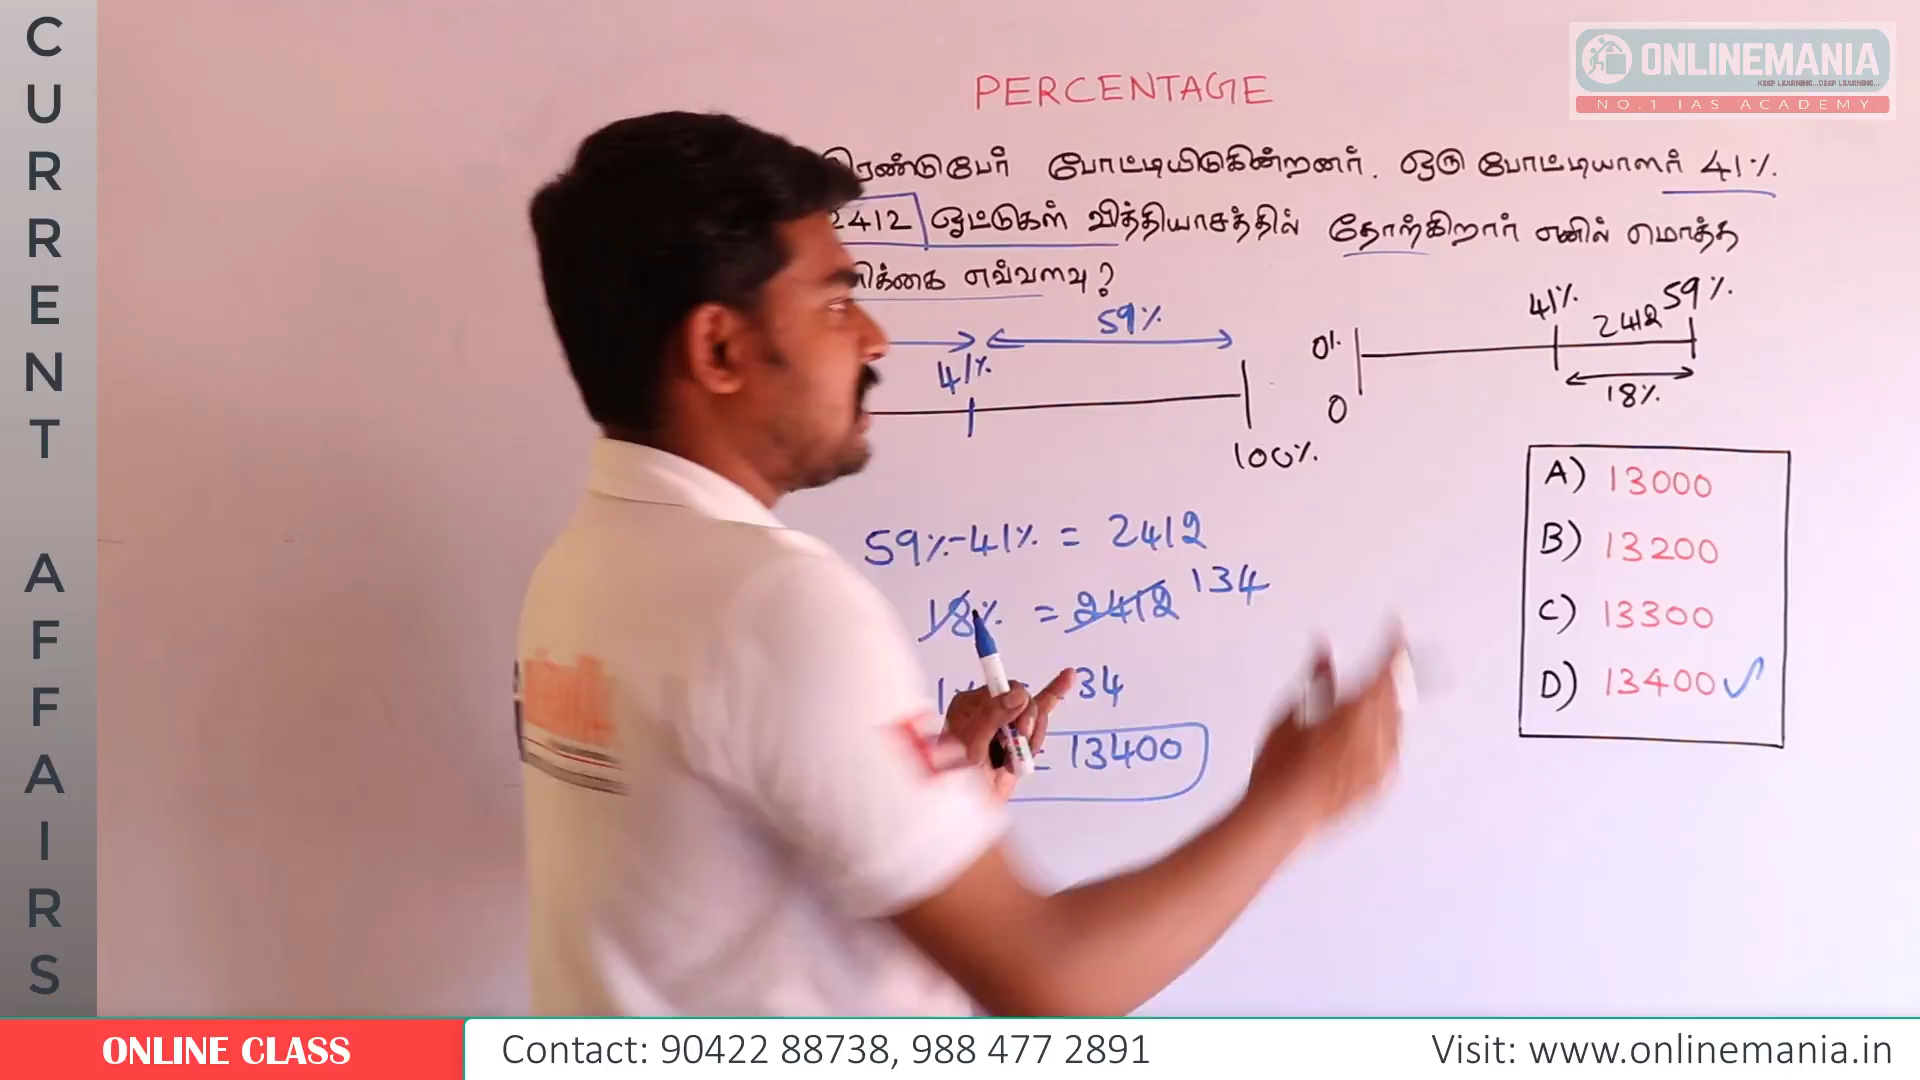 CURRENT AFFAIRS
ONLINEMANIA
KEEP LEARNING...DEEP LEARNING...
NO.1 IAS ACADEMY
PERCENTAGE
போட்டியிடுகின்றனர். ஒரு போட்டியாளர் 41%
2412 ஓட்டுகள் வித்தியாசத்தில் தோற்கிறார் எனில் மொத்த
எவ்வளவு?
59%
41%
100%
0%
0
41%
2412
59%
18%
59% - 41% = 2412
18% = 2412 134
34
= 13400
A) 13000
B) 13200
C) 13300
D) 13400
ONLINE CLASS
Contact: 90422 88738, 988 477 2891
Visit: www.onlinemania.in